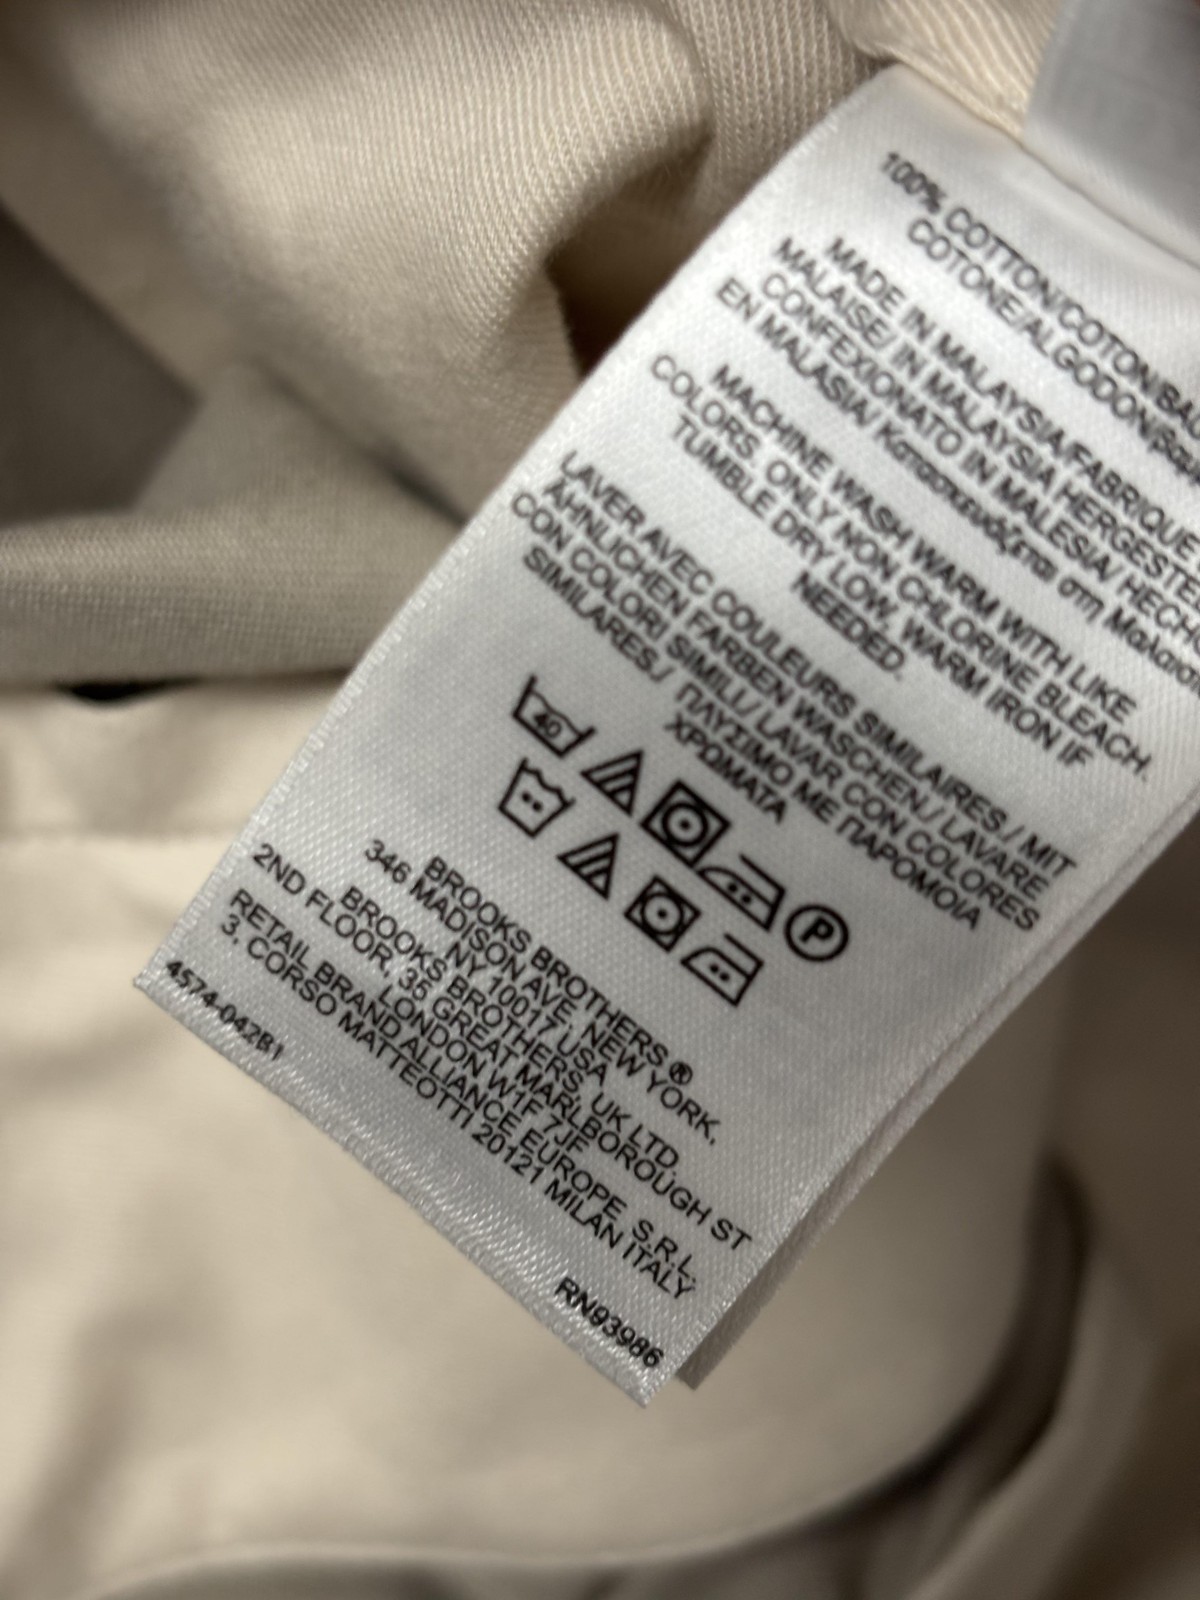 100% COTTON/COTON/
COTONE/ALGODON/
MADE IN MALAYSIA/FABRIQUE
MALAISE/ IN MALAYSIA HERGESTE
CONFEXIONATO IN MALESIA/ HECH
EN MALASIA/ Κατασκευάζεται στη
MACHINE WASH WARM WITH LIKE
COLORS. ONLY NON CHLORINE BLEACH.
TUMBLE DRY LOW, WARM IRON IF
NEEDED.
LAVER AVEC COULEURS SIMILAIRES / MIT
ÄHNLICHEN FARBEN WASCHEN./ LAVARE
CON COLORI SIMILI/ LAVAR CON COLORES
SIMILARES./ ΠΛΥΣΙΜΟ ΜΕ ΠΑΡΟΜΟΙΑ
ΧΡΩΜΑΤΑ
40 P
BROOKS BROTHERS®
346 MADISON AVE, NEW YORK,
NY 10017 USA
BROOKS BROTHERS, UK LTD.
2ND FLOOR, 35 GREAT MARLBOROUGH ST
LONDON W1F 7JF
RETAIL BRAND ALLIANCE EUROPE, S.R.L.
3, CORSO MATTEOTTI 20121 MILAN ITALY
4574-042B1
RN93986